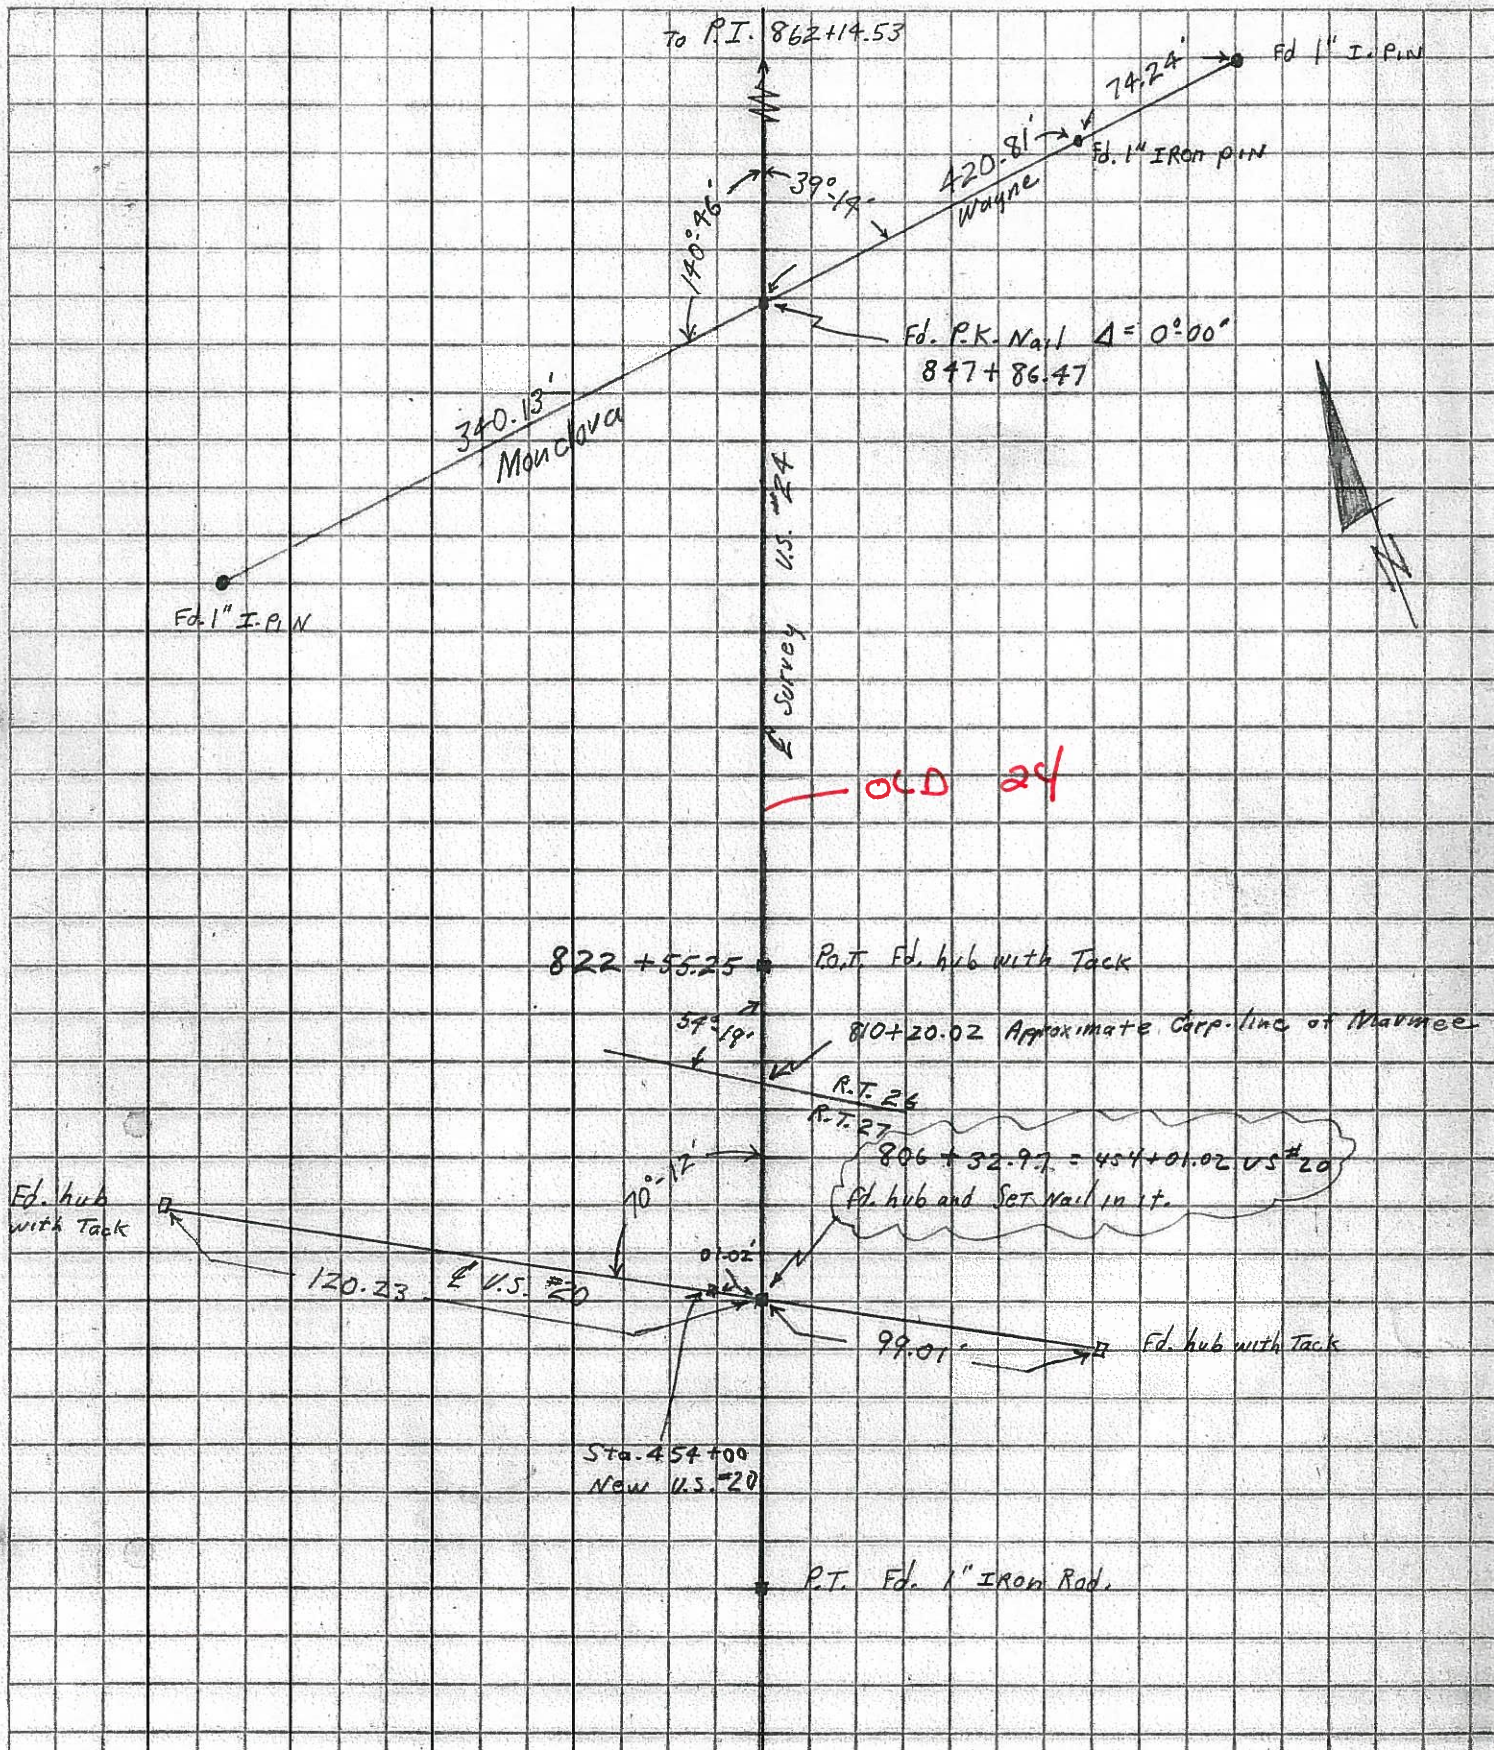 To P.I. 862+14.53
74.24'
Fd 1" I. PIN
420.81'
Fd. 1" IRon pIN
Wayne
39°-14'
140°-46'
Fd. P.K. Nail Δ = 0°-00'
847+86.47
340.13'
Monclova
Fd. 1" I. PIN
N
℄ Survey U.S. #24
OLD 24
822+55.25
P.O.T. Fd. hub with Tack
810+20.02 Approximate Corp. line of Maumee
R.T. 26
R.T. 27
806 + 32.97 = 454+01.02 US #20
fd. hub and Set Nail in it.
70°-12'
Fd. hub
with Tack
01.02'
120.23
℄ U.S. #20
99.01'
Fd. hub with Tack
Sta. 454+00
New U.S. #20
P.T. Fd. 1" IRon Rod.